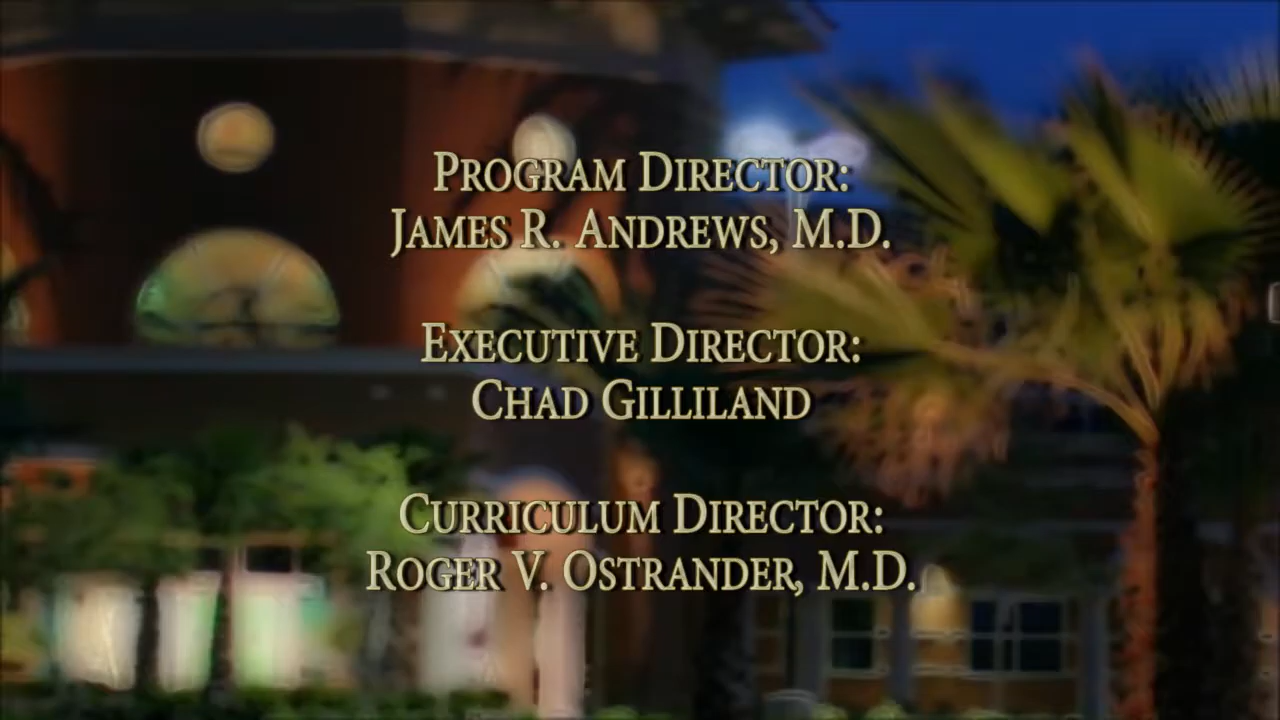 Program Director:
James R. Andrews, M.D.
Executive Director:
Chad Gilliland
Curriculum Director:
Roger V. Ostrander, M.D.